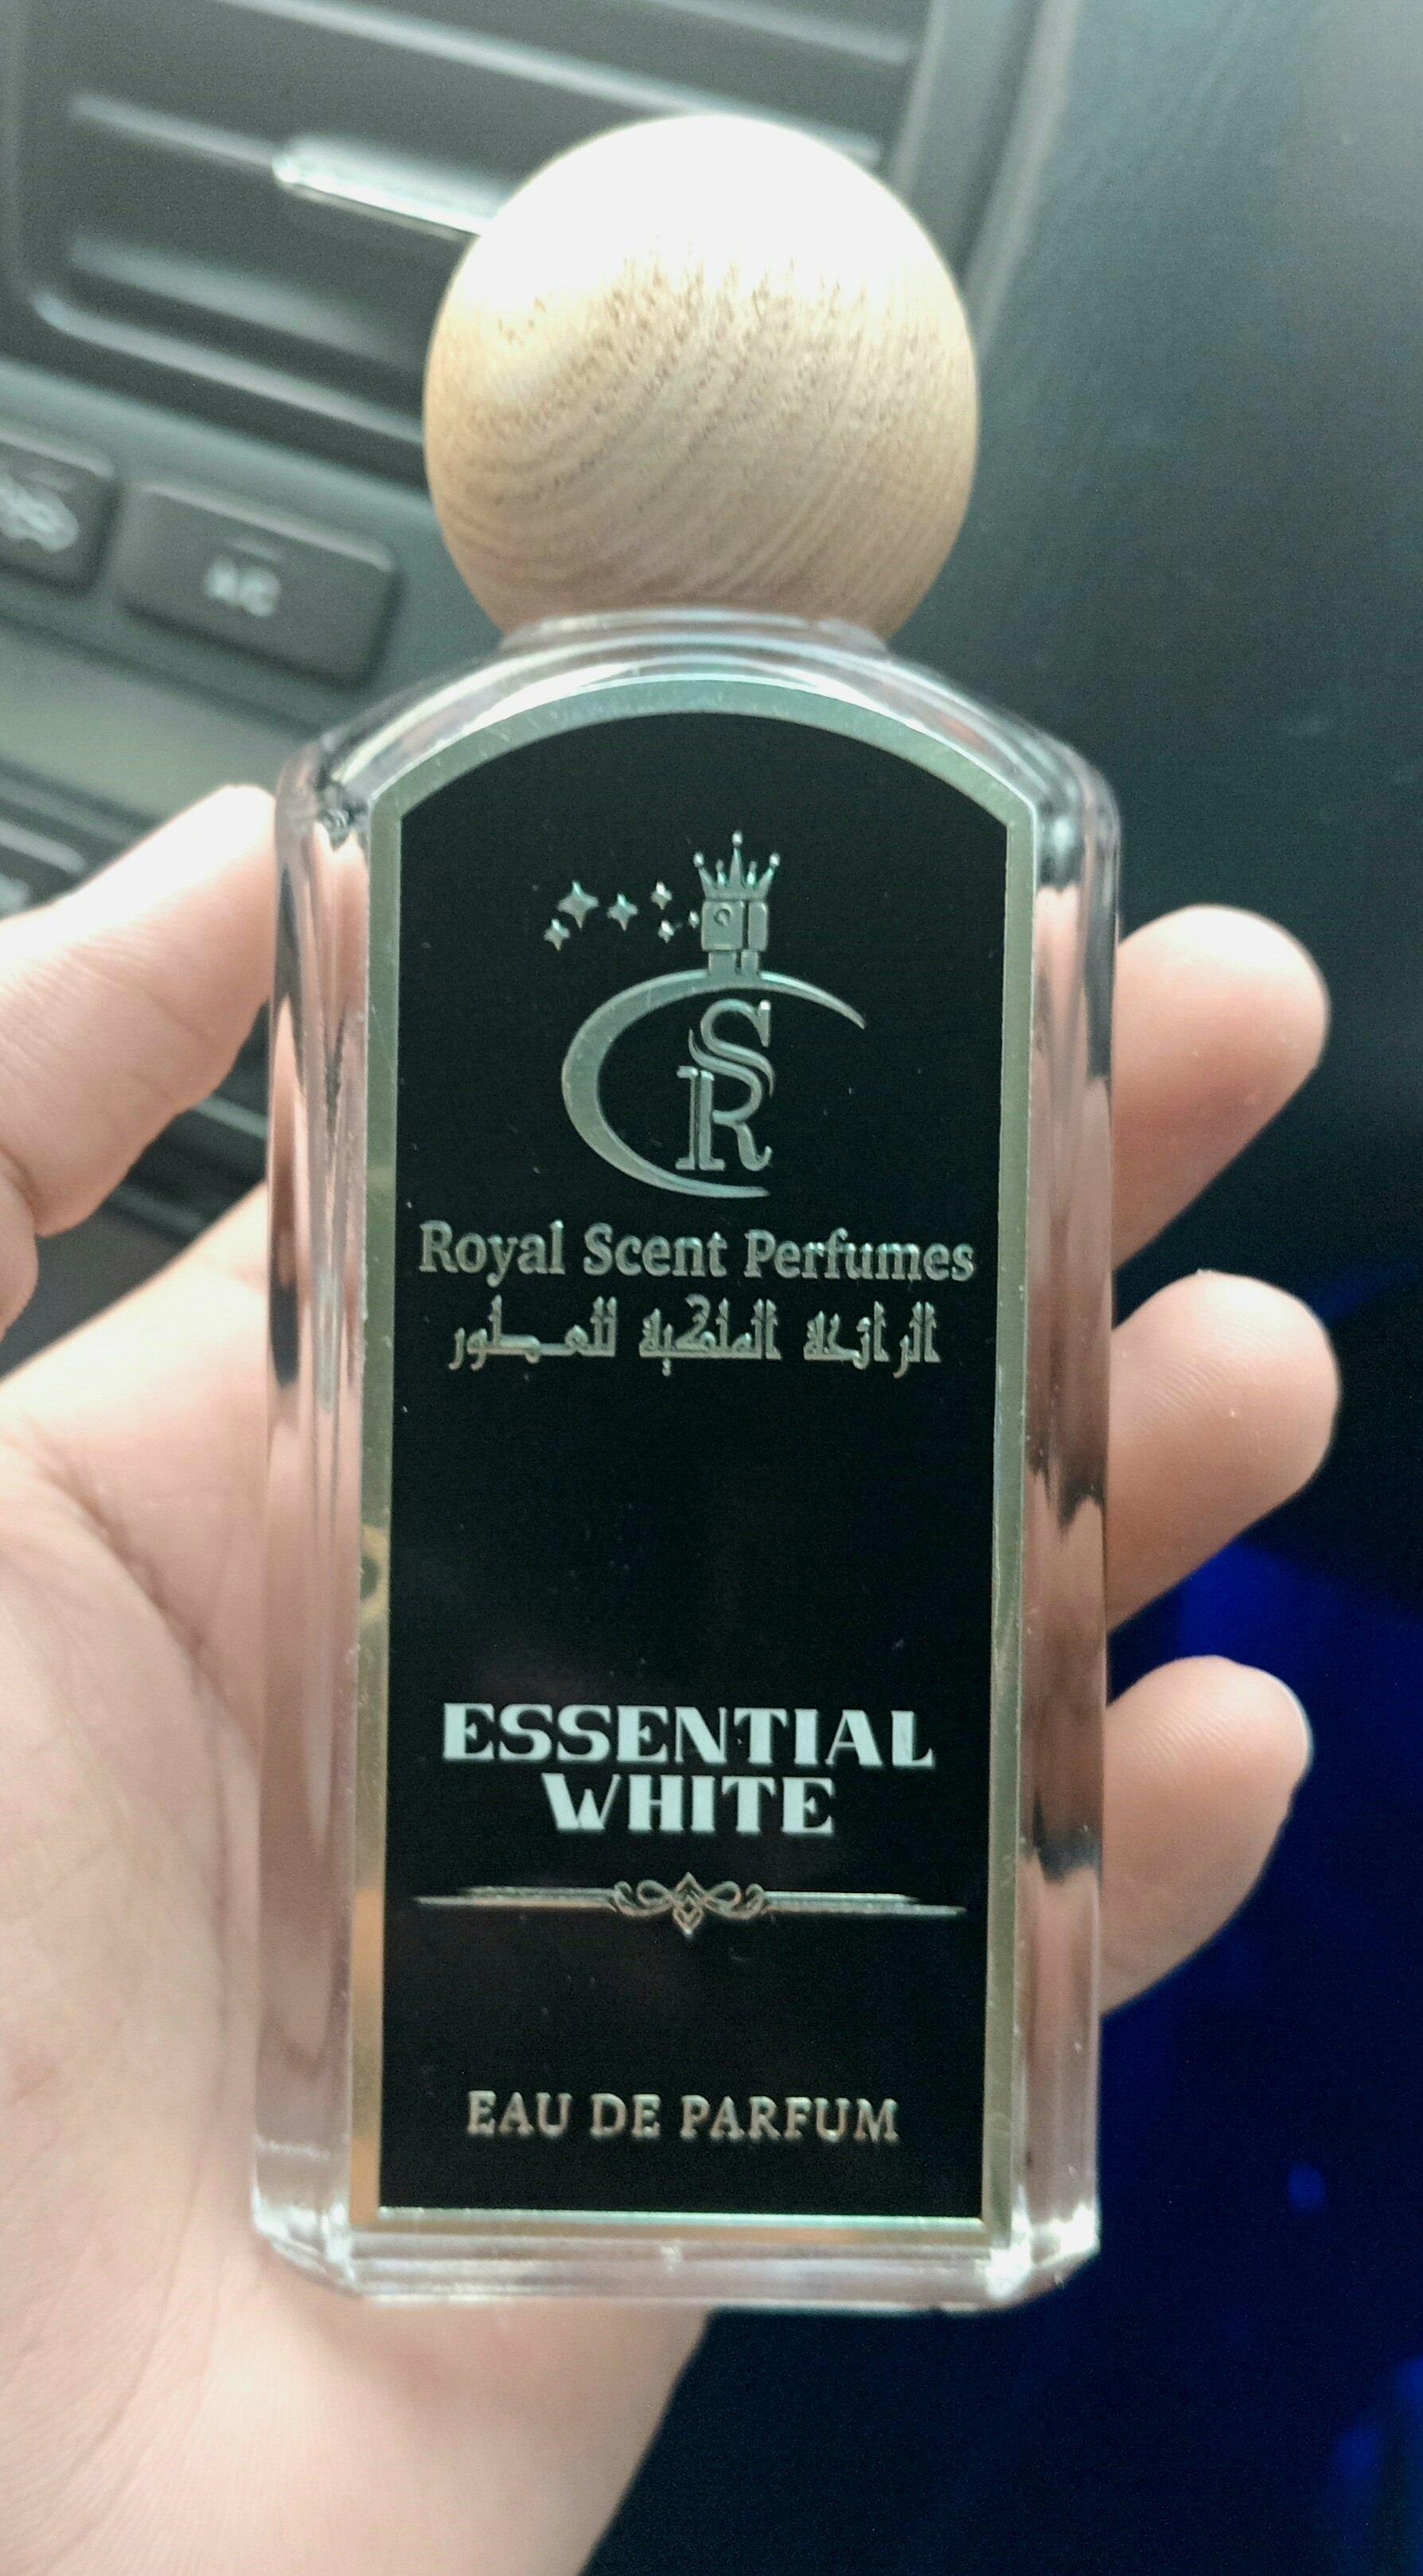 A/C
SR
Royal Scent Perfumes
الرائحة الملكية للعطور
ESSENTIAL
WHITE
EAU DE PARFUM